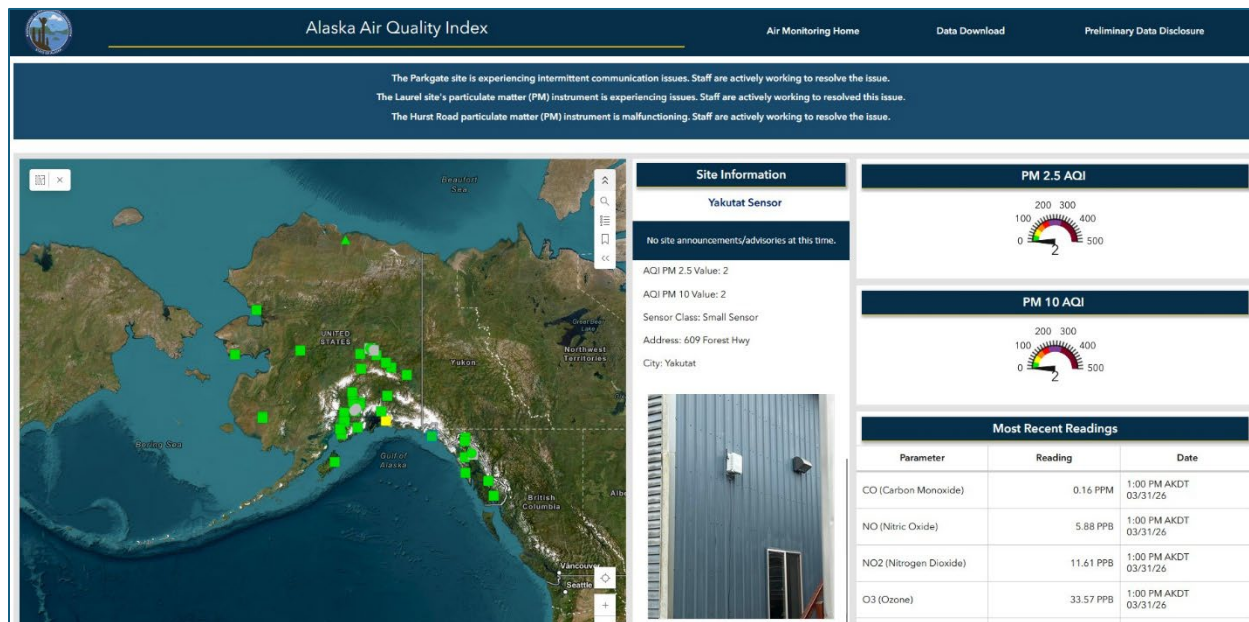 Alaska Air Quality Index
Air Monitoring Home
Data Download
Preliminary Data Disclosure
The Parkgate site is experiencing intermittent communication issues. Staff are actively working to resolve the issue.
The Laurel site's particulate matter (PM) instrument is experiencing issues. Staff are actively working to resolved this issue.
The Hurst Road particulate matter (PM) instrument is malfunctioning. Staff are actively working to resolve the issue.
Beaufort
Sea
UNITED
STATES
Great Bear
Lake
Northwest
Territories
Yukon
Bering Sea
Gulf of
Alaska
British
Columbia
Albe
Vancouver
Seattle
Site Information
Yakutat Sensor
No site announcements/advisories at this time.
AQI PM 2.5 Value: 2
AQI PM 10 Value: 2
Sensor Class: Small Sensor
Address: 609 Forest Hwy
City: Yakutat
PM 2.5 AQI
200 300
100 400
0 500
2
PM 10 AQI
200 300
100 400
0 500
2
Most Recent Readings
Parameter Reading Date
CO (Carbon Monoxide) 0.16 PPM 1:00 PM AKDT
03/31/26
NO (Nitric Oxide) 5.88 PPB 1:00 PM AKDT
03/31/26
NO2 (Nitrogen Dioxide) 11.61 PPB 1:00 PM AKDT
03/31/26
O3 (Ozone) 33.57 PPB 1:00 PM AKDT
03/31/26